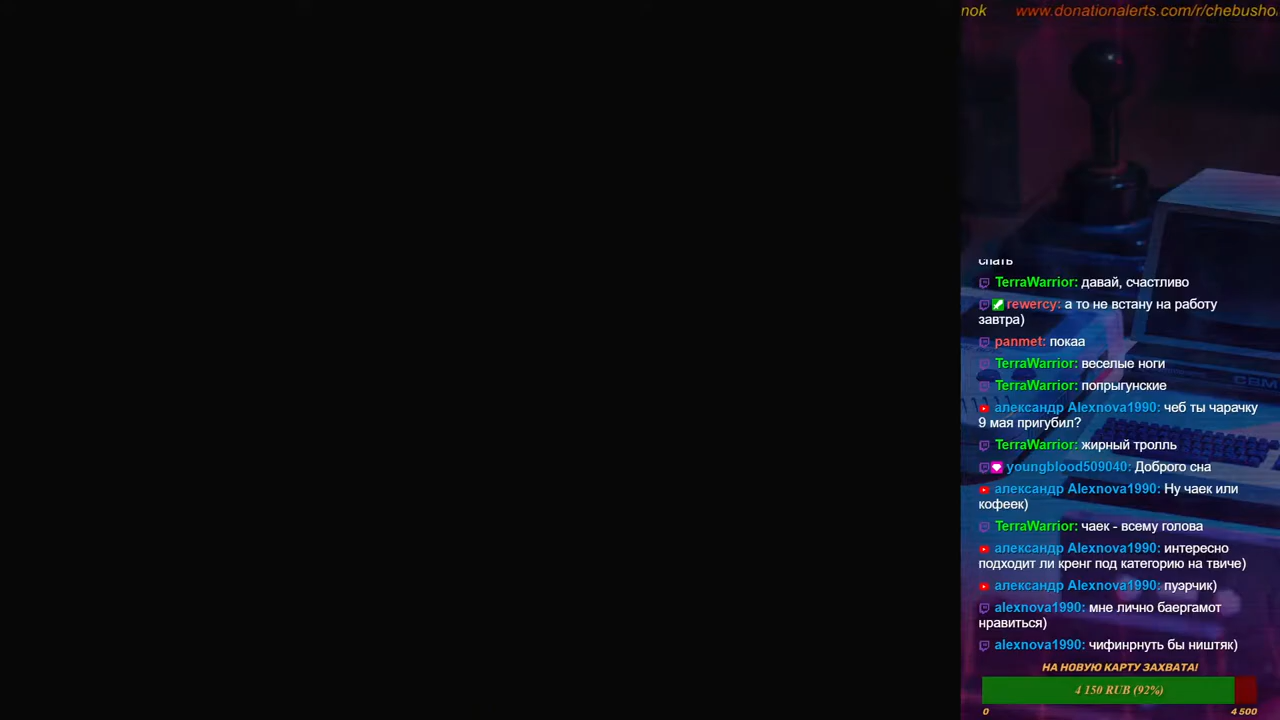 nok www.donationalerts.com/r/chebusho
спать
TerraWarrior: давай, счастливо
rewercy: а то не встану на работу
завтра)
panmet: покаа
TerraWarrior: веселые ноги
TerraWarrior: попрыгунские
александр Alexnova1990: чеб ты чарачку
9 мая пригубил?
TerraWarrior: жирный тролль
youngblood509040: Доброго сна
александр Alexnova1990: Ну чаек или
кофеек)
TerraWarrior: чаек - всему голова
александр Alexnova1990: интересно
подходит ли кренг под категорию на твиче)
александр Alexnova1990: пуэрчик)
alexnova1990: мне лично баергамот
нравиться)
alexnova1990: чифинрнуть бы ништяк)
НА НОВУЮ КАРТУ ЗАХВАТА!
4 150 RUB (92%)
0 4 500
CBM